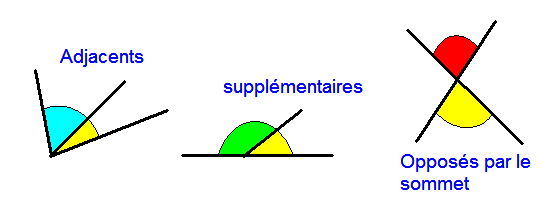 Adjacents
supplémentaires
Opposés par le
sommet